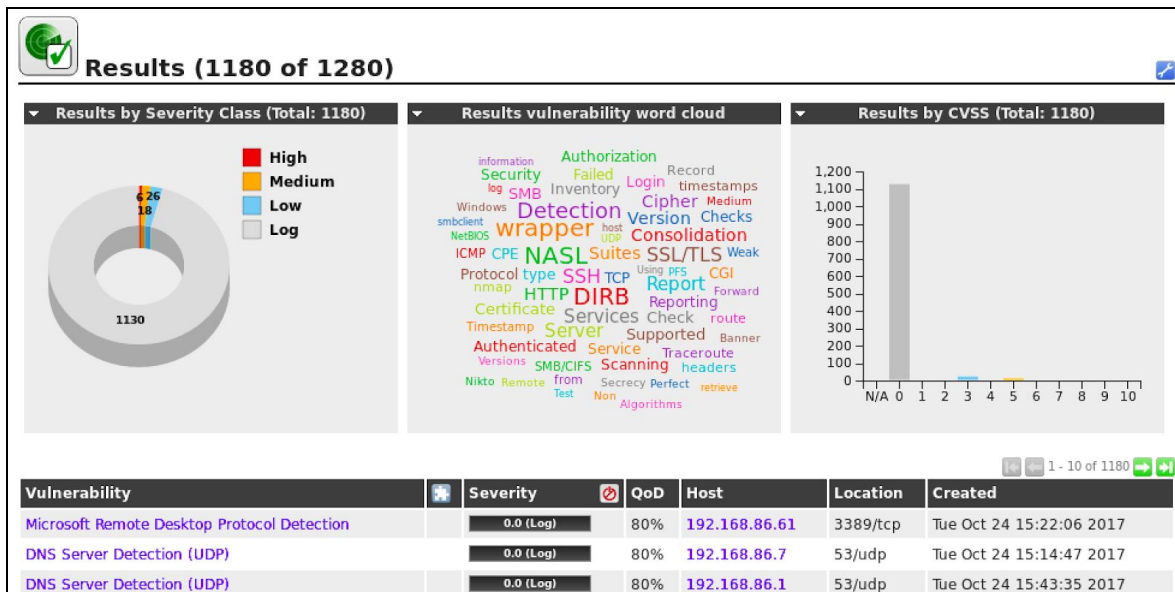 Results (1180 of 1280)
Results by Severity Class (Total: 1180)
High
Medium
Low
Log
6 26
18
1130
Results vulnerability word cloud
information Authorization
Security Failed Record
log SMB Inventory Login timestamps
Windows Detection Cipher Medium
smbclient wrapper host Version Checks
NetBIOS UDP Consolidation
ICMP CPE NASL Suites SSL/TLS Weak
Protocol type SSH TCP Using PFS CGI
nmap HTTP DIRB Report Forward
Reporting
Certificate Services Check route
Timestamp Server Supported Banner
Authenticated Service Traceroute
Versions SMB/CIFS Scanning headers
Nikto Remote from Secrecy Perfect retrieve
Test Non Algorithms
Results by CVSS (Total: 1180)
1,200
1,100
1,000
900
800
700
600
500
400
300
200
100
0
N/A 0 1 2 3 4 5 6 7 8 9 10
1 - 10 of 1180
Vulnerability Severity QoD Host Location Created
Microsoft Remote Desktop Protocol Detection 0.0 (Log) 80% 192.168.86.61 3389/tcp Tue Oct 24 15:22:06 2017
DNS Server Detection (UDP) 0.0 (Log) 80% 192.168.86.7 53/udp Tue Oct 24 15:14:47 2017
DNS Server Detection (UDP) 0.0 (Log) 80% 192.168.86.1 53/udp Tue Oct 24 15:43:35 2017